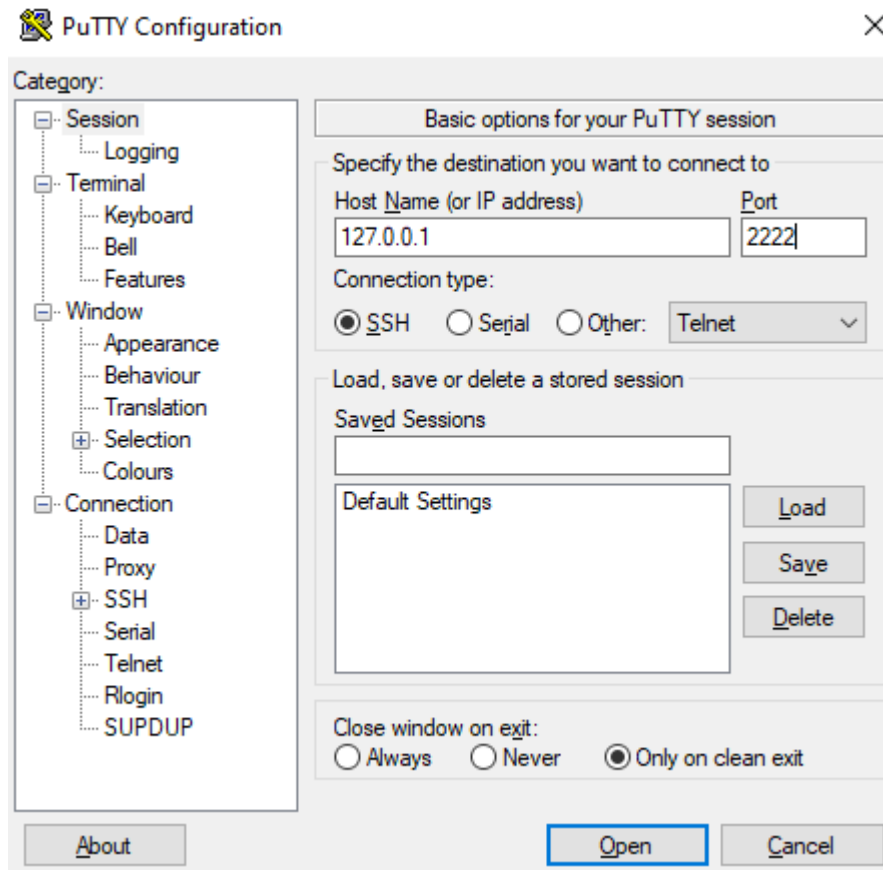 PuTTY Configuration
Category:
Session
Logging
Terminal
Keyboard
Bell
Features
Window
Appearance
Behaviour
Translation
Selection
Colours
Connection
Data
Proxy
SSH
Serial
Telnet
Rlogin
SUPDUP
Basic options for your PuTTY session
Specify the destination you want to connect to
Host Name (or IP address) Port
127.0.0.1 2222
Connection type:
SSH Serial Other: Telnet
Load, save or delete a stored session
Saved Sessions
Default Settings
Load
Save
Delete
Close window on exit:
Always Never Only on clean exit
About Open Cancel